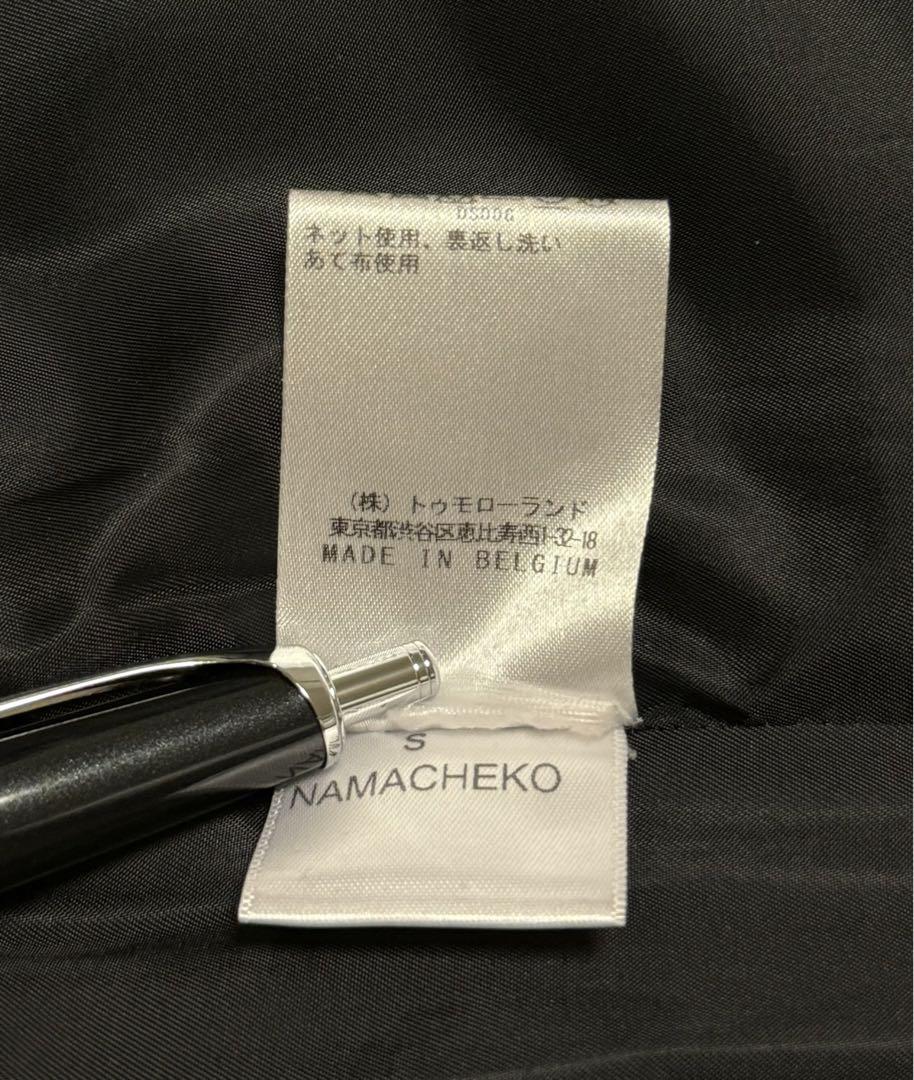 DS006
ネット使用、裏返し洗い
あて布使用
（株）トゥモローランド
東京都渋谷区恵比寿西1-32-18
MADE IN BELGIUM
S
NAMACHEKO